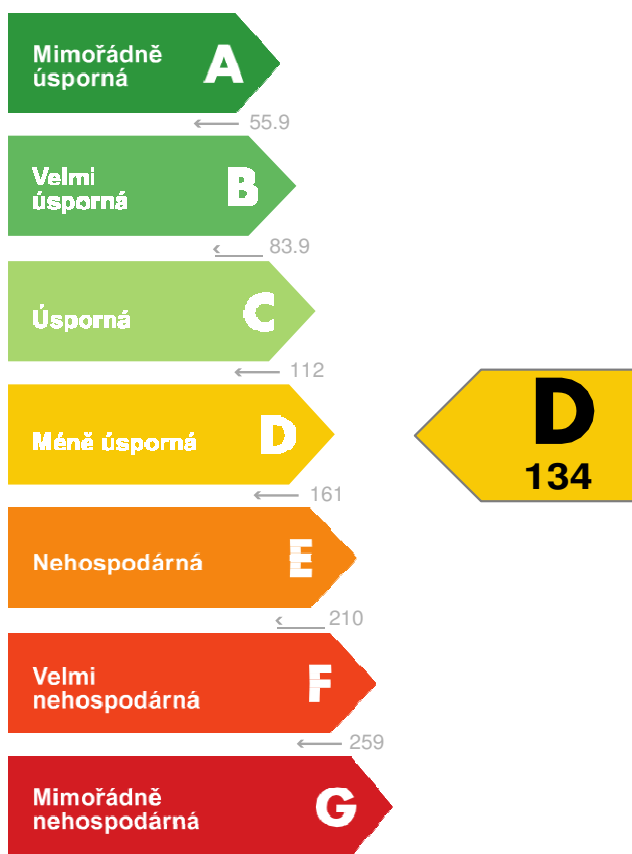 Mimořádně
úsporná
A
55.9
Velmi
úsporná
B
83.9
Úsporná
C
112
Méně úsporná
D
161
D
134
Nehospodárná
E
210
Velmi
nehospodárná
F
259
Mimořádně
nehospodárná
G